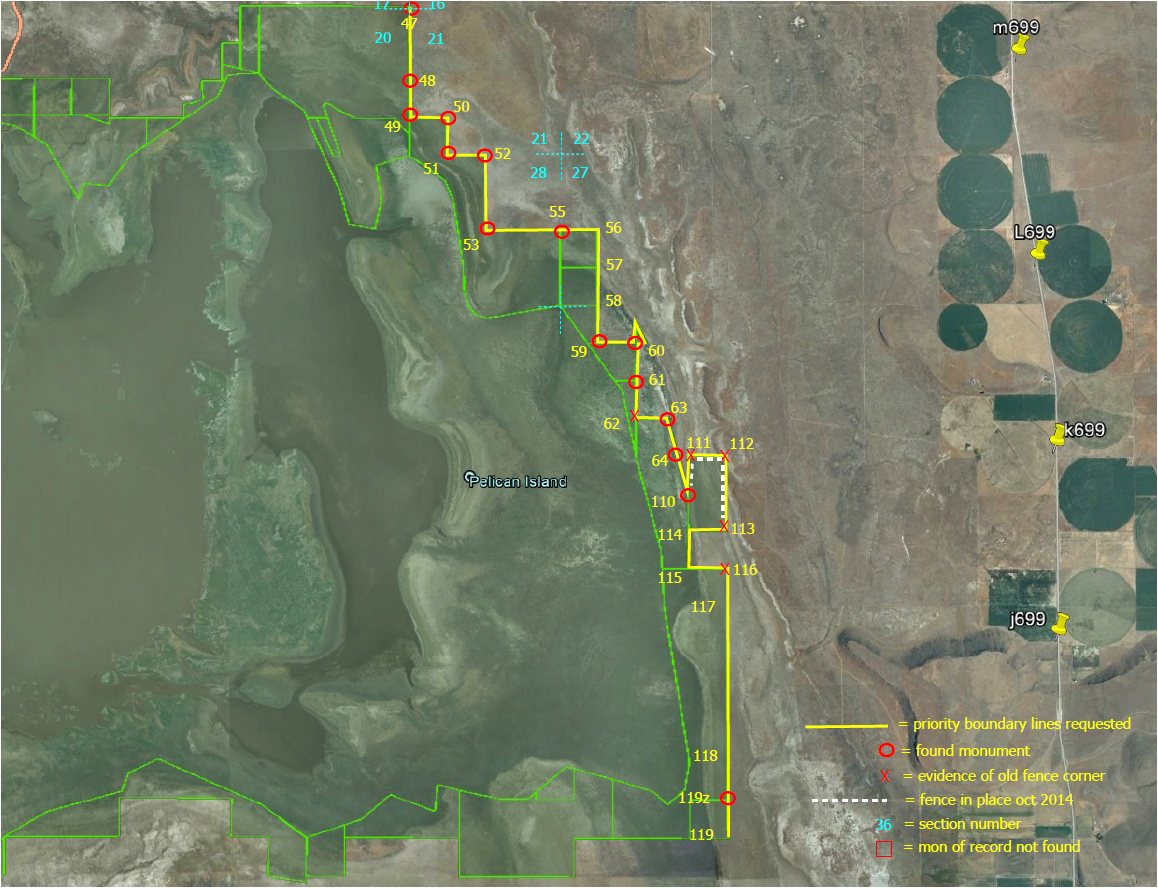 17 16
47
20 21
m699
48
50
49
21 22
52
51
28 27
55
56
L699
53
57
58
59
60
61
63
62
k699
111 112
64
Pelican Island
110
113
114
116
115
117
j699
= priority boundary lines requested
= found monument
118
X = evidence of old fence corner
119z
= fence in place oct 2014
36 = section number
119
= mon of record not found